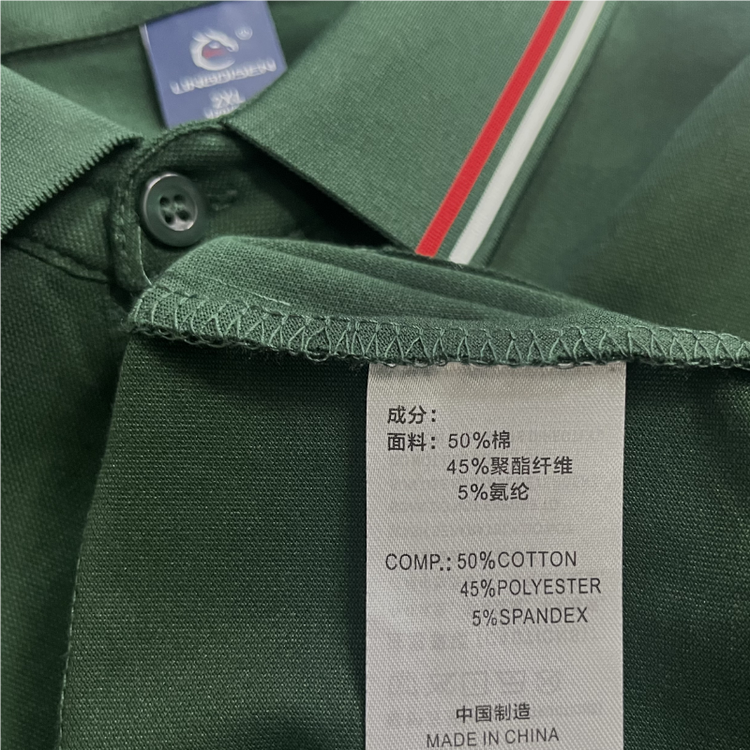 2XL
成分：
面料：50%棉
45%聚酯纤维
5%氨纶
COMP.: 50%COTTON
45%POLYESTER
5%SPANDEX
中国制造
MADE IN CHINA